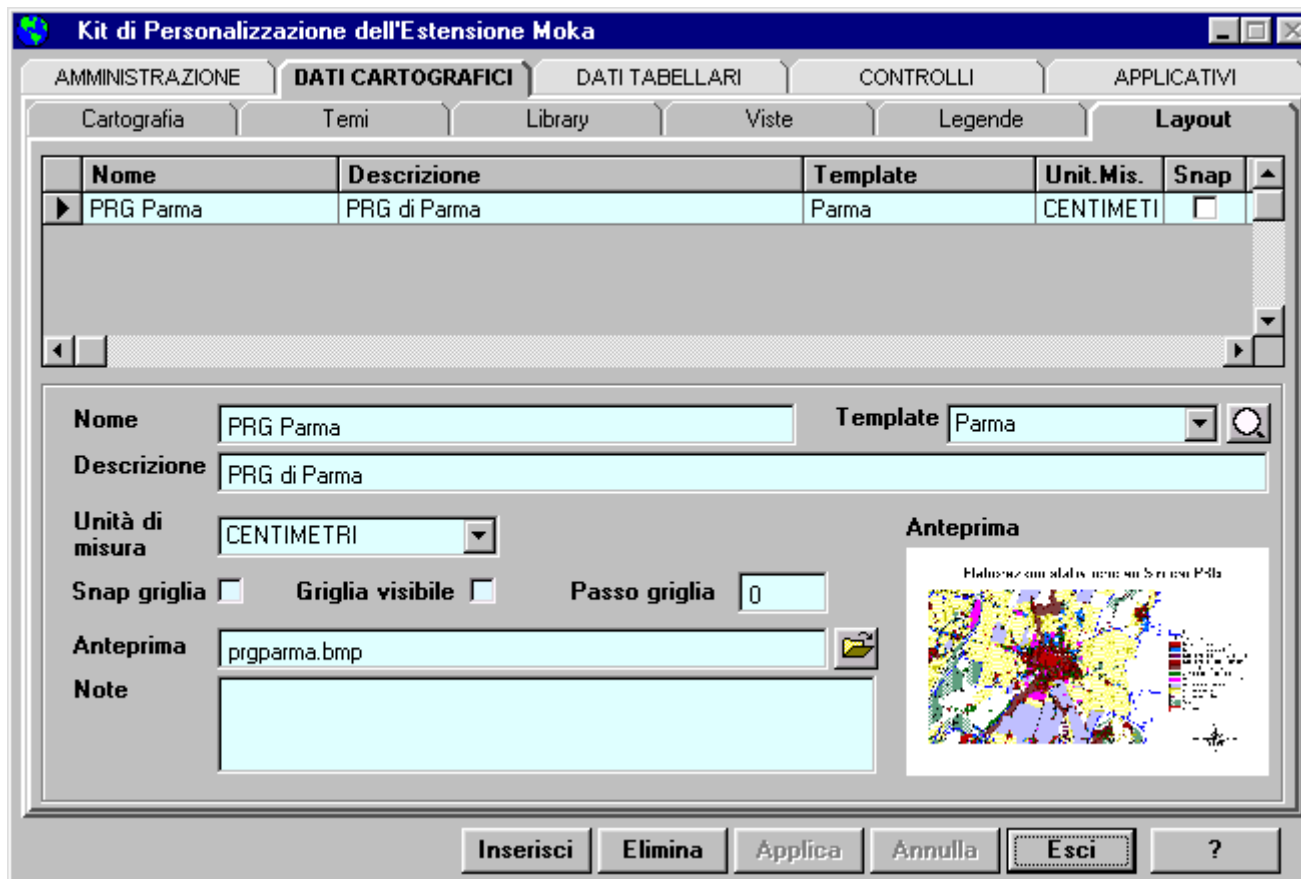 Kit di Personalizzazione dell'Estensione Moka
AMMINISTRAZIONE DATI CARTOGRAFICI DATI TABELLARI CONTROLLI APPLICATIVI
Cartografia Temi Library Viste Legende Layout
Nome Descrizione Template Unit.Mis. Snap
PRG Parma PRG di Parma Parma CENTIMETI
Nome PRG Parma Template Parma
Descrizione PRG di Parma
Unità di
misura CENTIMETRI Anteprima
Snap griglia Griglia visibile Passo griglia 0
Anteprima prgparma.bmp
Note
Inserisci Elimina Applica Annulla Esci ?